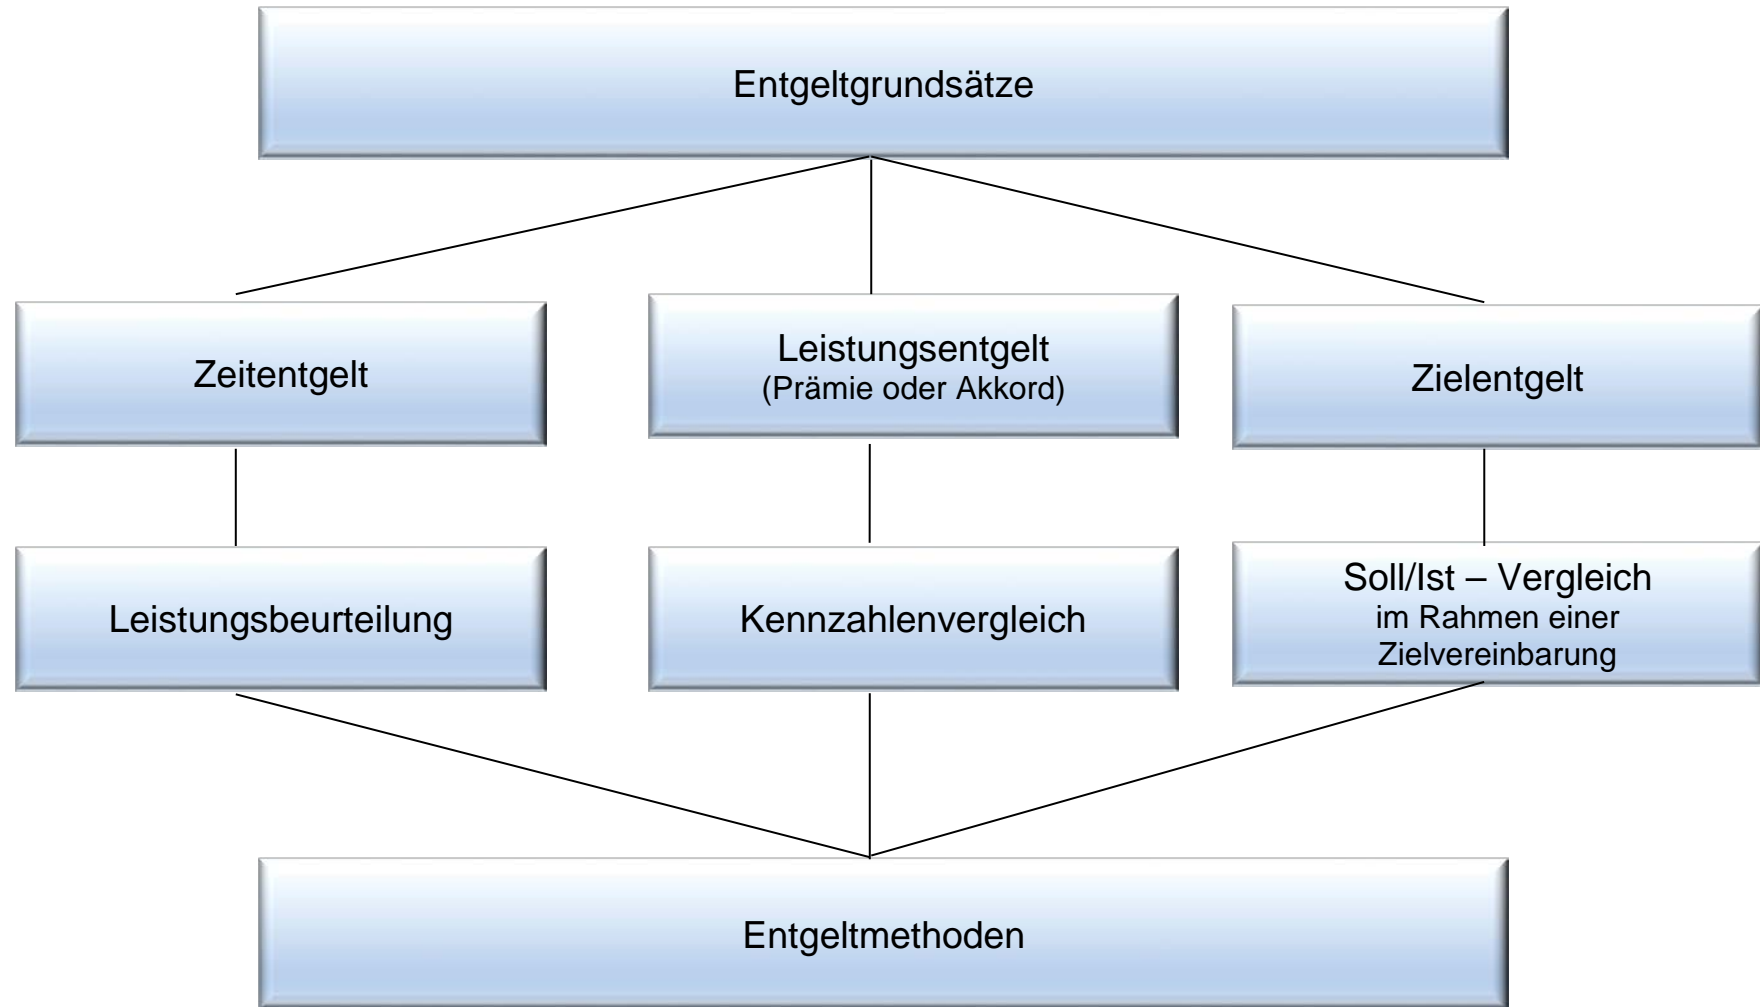 Entgeltgrundsätze
Zeitentgelt
Leistungsentgelt
(Prämie oder Akkord)
Zielentgelt
Leistungsbeurteilung
Kennzahlenvergleich
Soll/Ist – Vergleich
im Rahmen einer
Zielvereinbarung
Entgeltmethoden